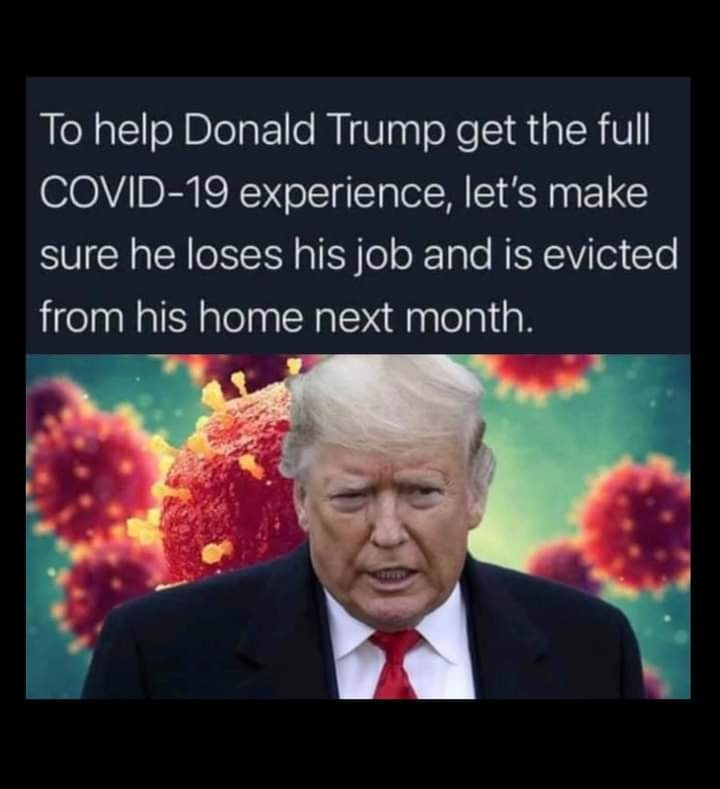 To help Donald Trump get the full
COVID-19 experience, let's make
sure he loses his job and is evicted
from his home next month.